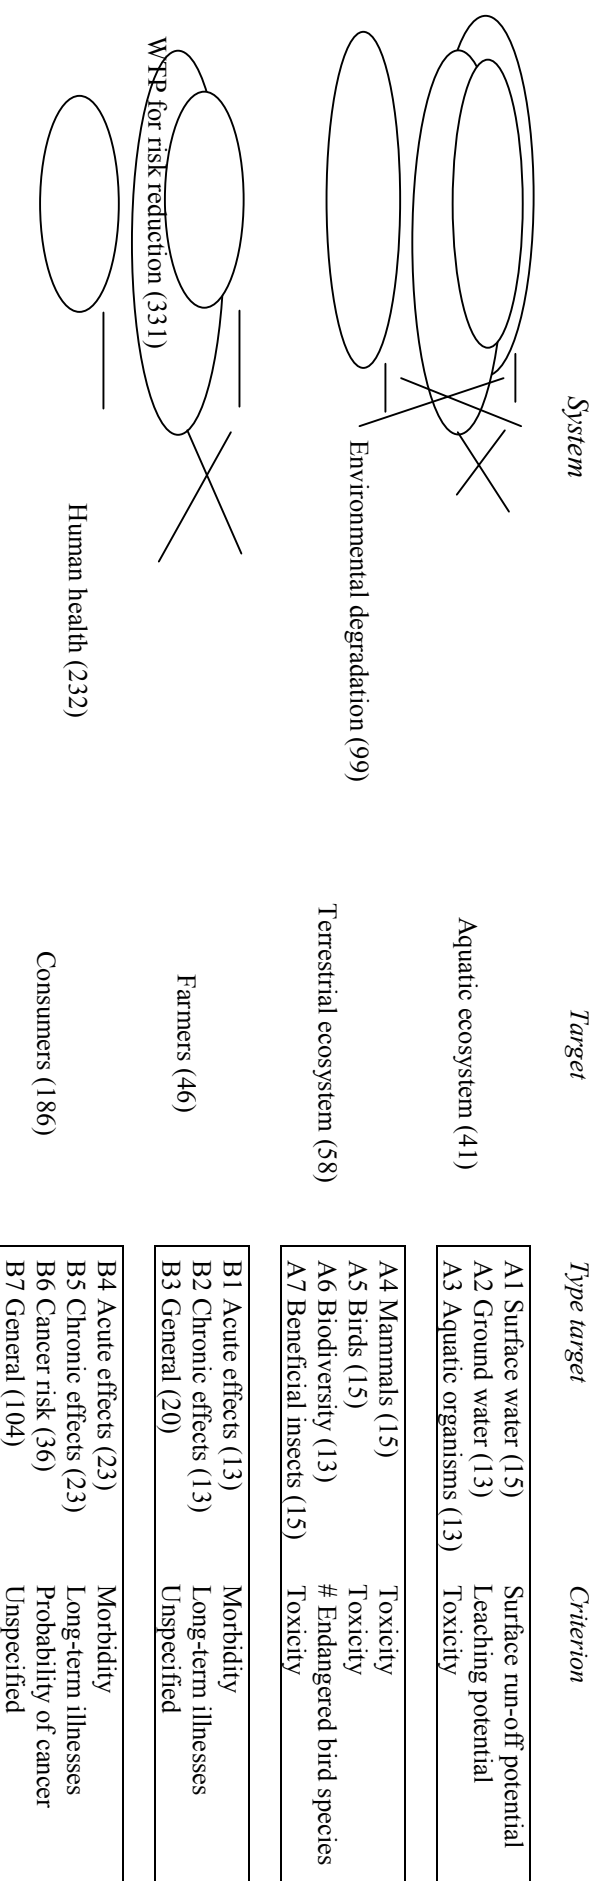 System
Target
Type target
Criterion
WTP for risk reduction (331)
Environmental degradation (99)
Human health (232)
Aquatic ecosystem (41)
Terrestrial ecosystem (58)
Farmers (46)
Consumers (186)
A1 Surface water (15) Surface run-off potential
A2 Ground water (13) Leaching potential
A3 Aquatic organisms (13) Toxicity
A4 Mammals (15) Toxicity
A5 Birds (15) Toxicity
A6 Biodiversity (13) # Endangered bird species
A7 Beneficial insects (15) Toxicity
B1 Acute effects (13) Morbidity
B2 Chronic effects (13) Long-term illnesses
B3 General (20) Unspecified
B4 Acute effects (23) Morbidity
B5 Chronic effects (23) Long-term illnesses
B6 Cancer risk (36) Probability of cancer
B7 General (104) Unspecified